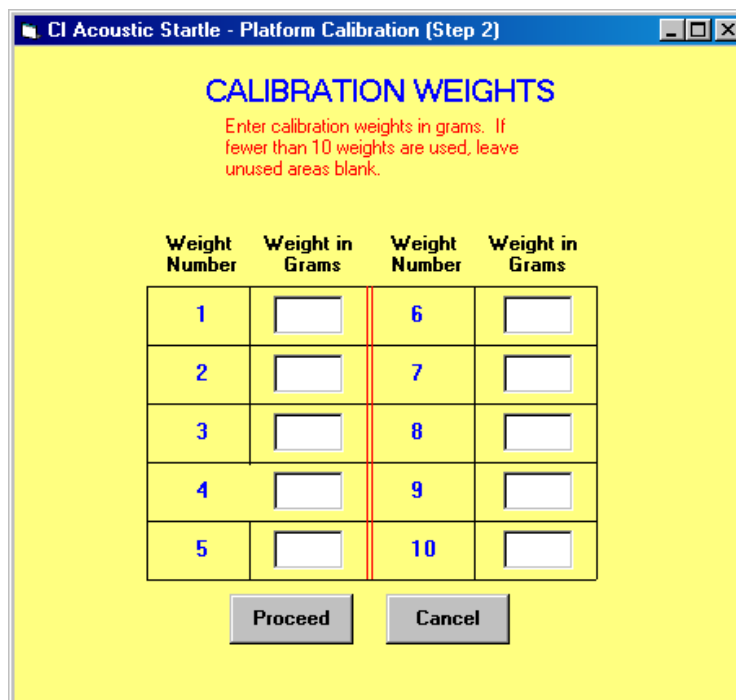 CI Acoustic Startle - Platform Calibration (Step 2)
CALIBRATION WEIGHTS
Enter calibration weights in grams. If
fewer than 10 weights are used, leave
unused areas blank.
Weight Weight in Weight Weight in
Number Grams Number Grams
1 6
2 7
3 8
4 9
5 10
Proceed Cancel